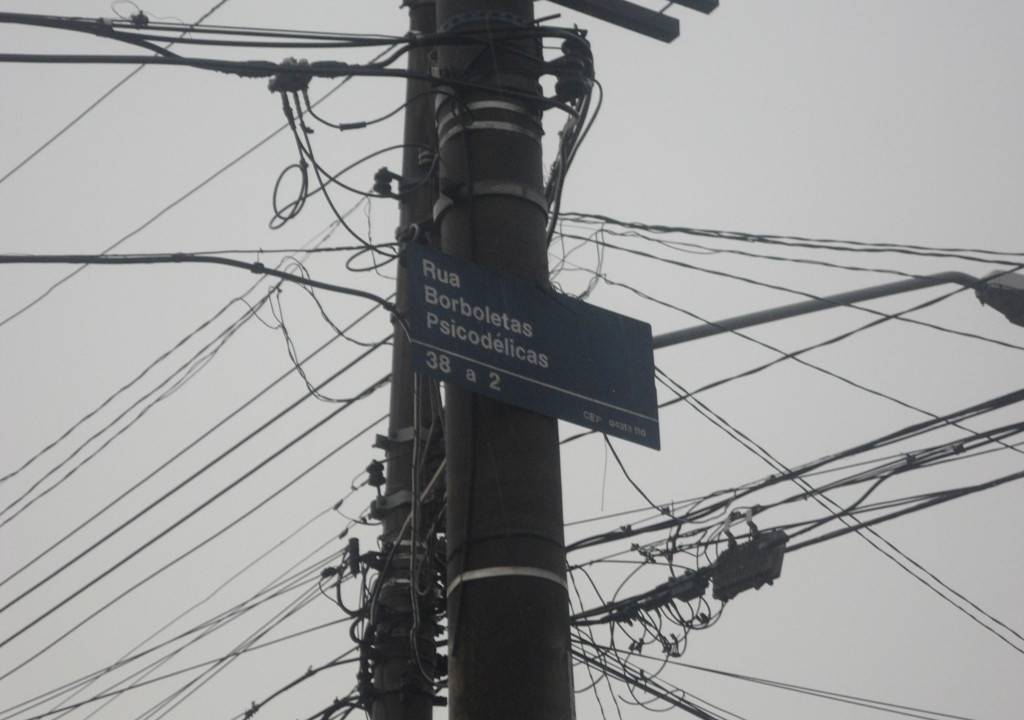 Rua
Borboletas
Psicodélicas
38 a 2
CEP